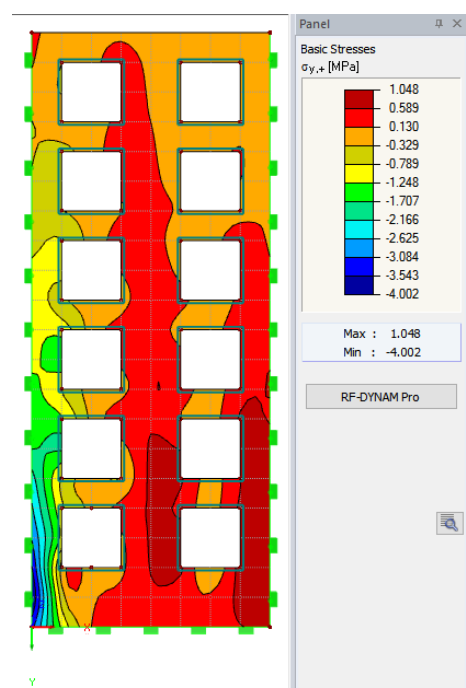 Panel
Basic Stresses
σy,+ [MPa]
1.048
0.589
0.130
-0.329
-0.789
-1.248
-1.707
-2.166
-2.625
-3.084
-3.543
-4.002
Max : 1.048
Min : -4.002
RF-DYNAM Pro
X
Y